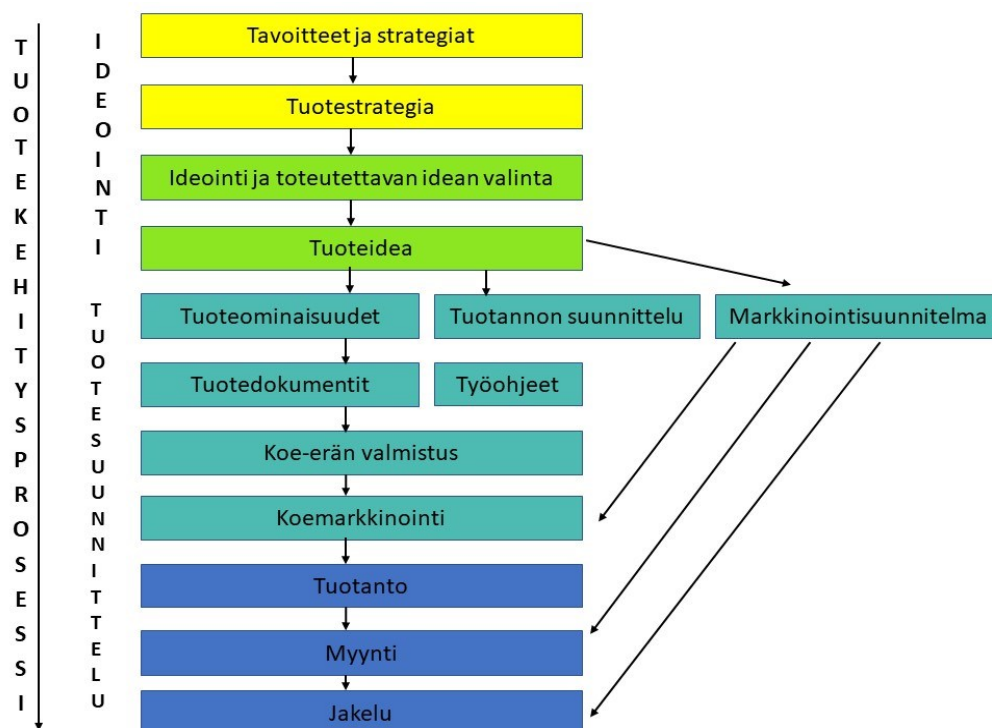 TUOTEKEHITYSPROSESSI
IDEOINTI
TUOTESUUNNITTELU
Tavoitteet ja strategiat
Tuotestrategia
Ideointi ja toteutettavan idean valinta
Tuoteidea
Tuoteominaisuudet
Tuotannon suunnittelu
Markkinointisuunnitelma
Tuotedokumentit
Työohjeet
Koe-erän valmistus
Koemarkkinointi
Tuotanto
Myynti
Jakelu